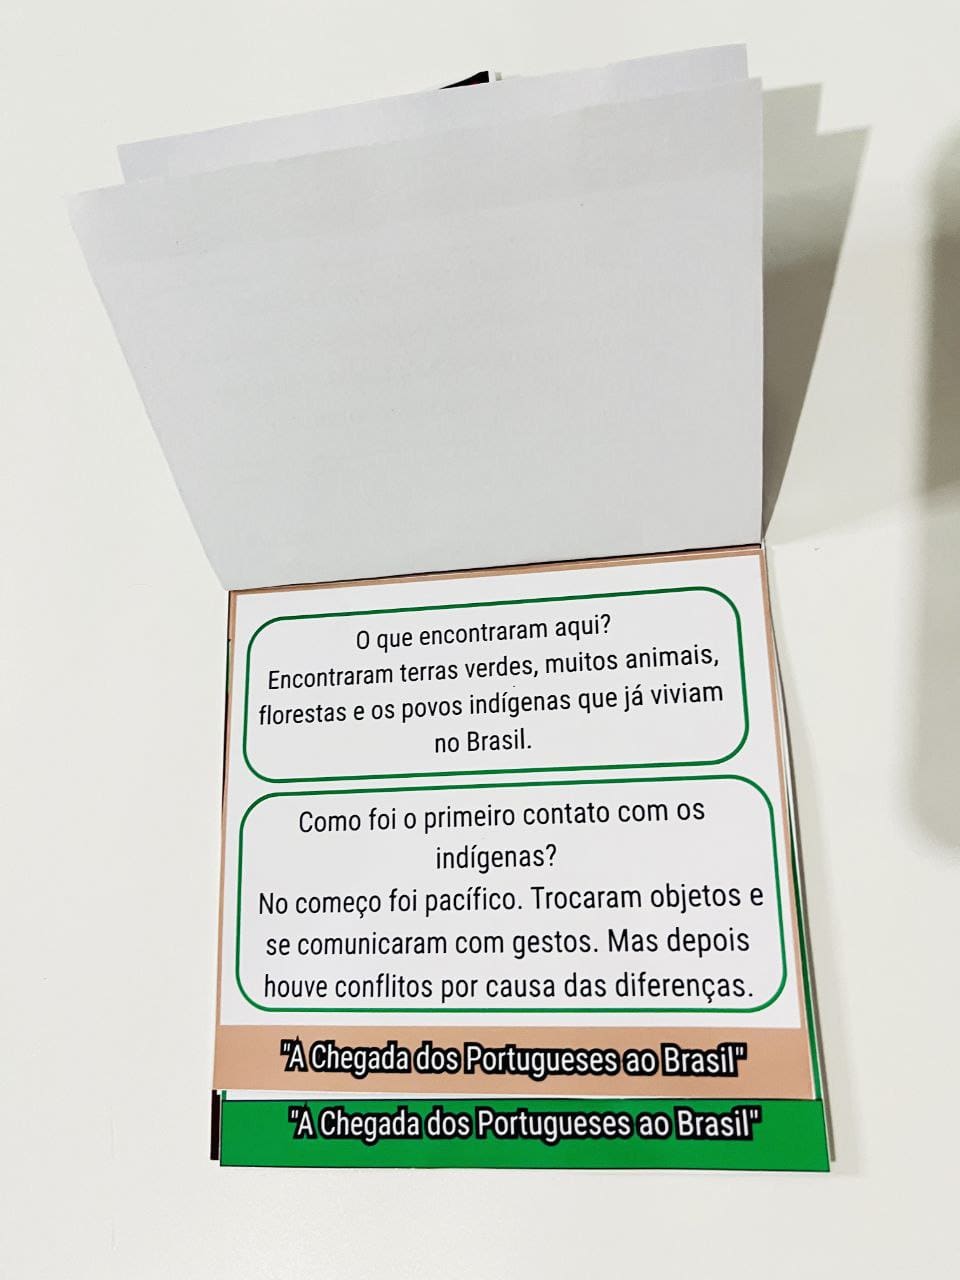 O que encontraram aqui?
Encontraram terras verdes, muitos animais,
florestas e os povos indígenas que já viviam
no Brasil.
Como foi o primeiro contato com os
indígenas?
No começo foi pacífico. Trocaram objetos e
se comunicaram com gestos. Mas depois
houve conflitos por causa das diferenças.
"A Chegada dos Portugueses ao Brasil"
"A Chegada dos Portugueses ao Brasil"